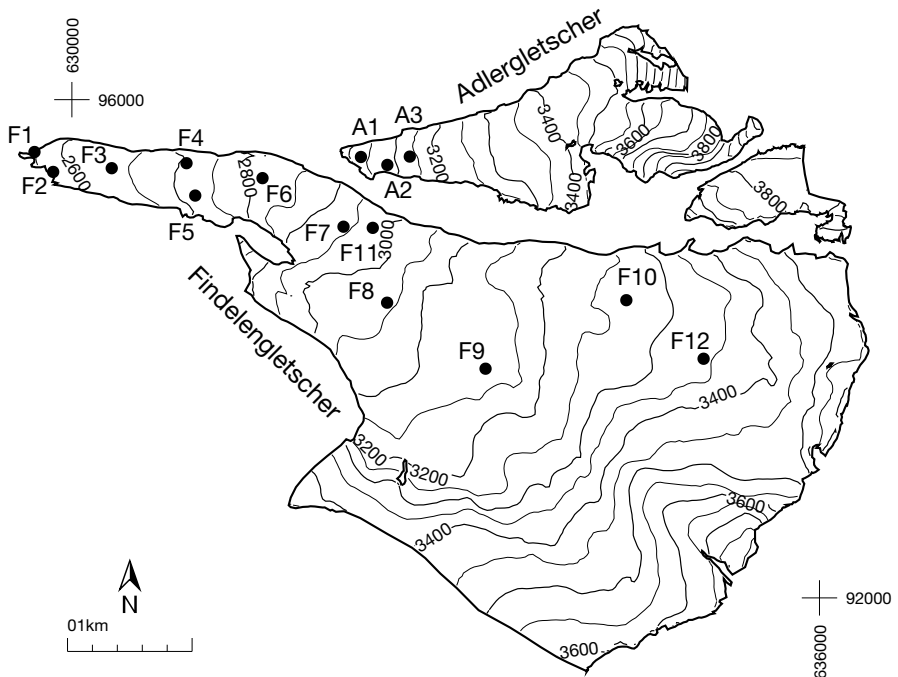 630000
96000
Adlergletscher
F1
F2
2600
F3
F4
F5
2800
F6
A1
A3
A2
3200
3400
3400
3600
3800
3800
F7
F11
3000
F8
F10
F9
F12
Findelengletscher
3400
3200
3200
3400
3600
3600
N
01km
92000
636000